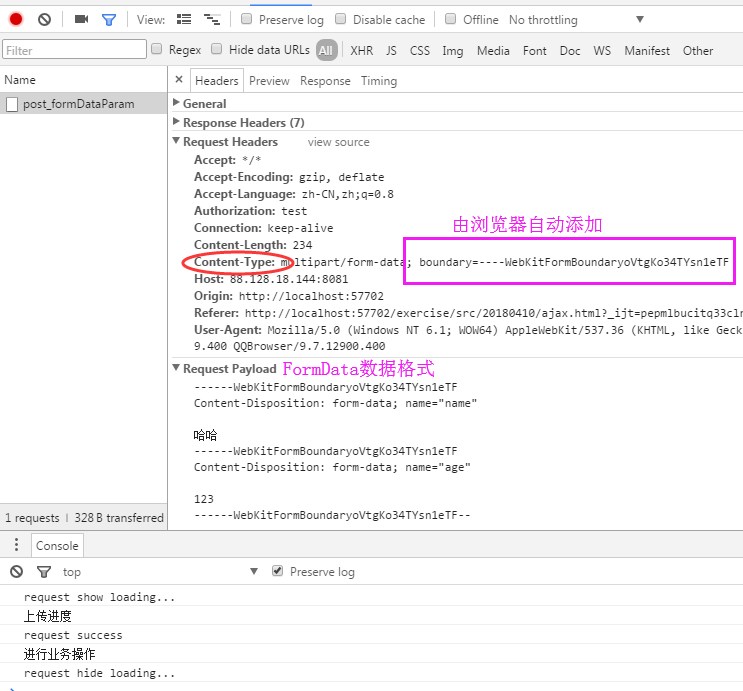 View: Preserve log Disable cache Offline No throttling
Filter Regex Hide data URLs All XHR JS CSS Img Media Font Doc WS Manifest Other
Name × Headers Preview Response Timing
post_formDataParam
General
Response Headers (7)
Request Headers view source
Accept: */*
Accept-Encoding: gzip, deflate
Accept-Language: zh-CN,zh;q=0.8
Authorization: test
Connection: keep-alive
由浏览器自动添加
Content-Length: 234
Content-Type: multipart/form-data; boundary=----WebKitFormBoundaryoVtgKo34TYsn1eTF
Host: 88.128.18.144:8081
Origin: http://localhost:57702
Referer: http://localhost:57702/exercise/src/20180410/ajax.html?_ijt=pepmlbucitq33clr
User-Agent: Mozilla/5.0 (Windows NT 6.1; WOW64) AppleWebKit/537.36 (KHTML, like Geck
9.400 QQBrowser/9.7.12900.400
Request Payload FormData数据格式
------WebKitFormBoundaryoVtgKo34TYsn1eTF
Content-Disposition: form-data; name="name"
哈哈
------WebKitFormBoundaryoVtgKo34TYsn1eTF
Content-Disposition: form-data; name="age"
123
------WebKitFormBoundaryoVtgKo34TYsn1eTF--
1 requests | 328 B transferred
Console
top Preserve log
request show loading...
上传进度
request success
进行业务操作
request hide loading...